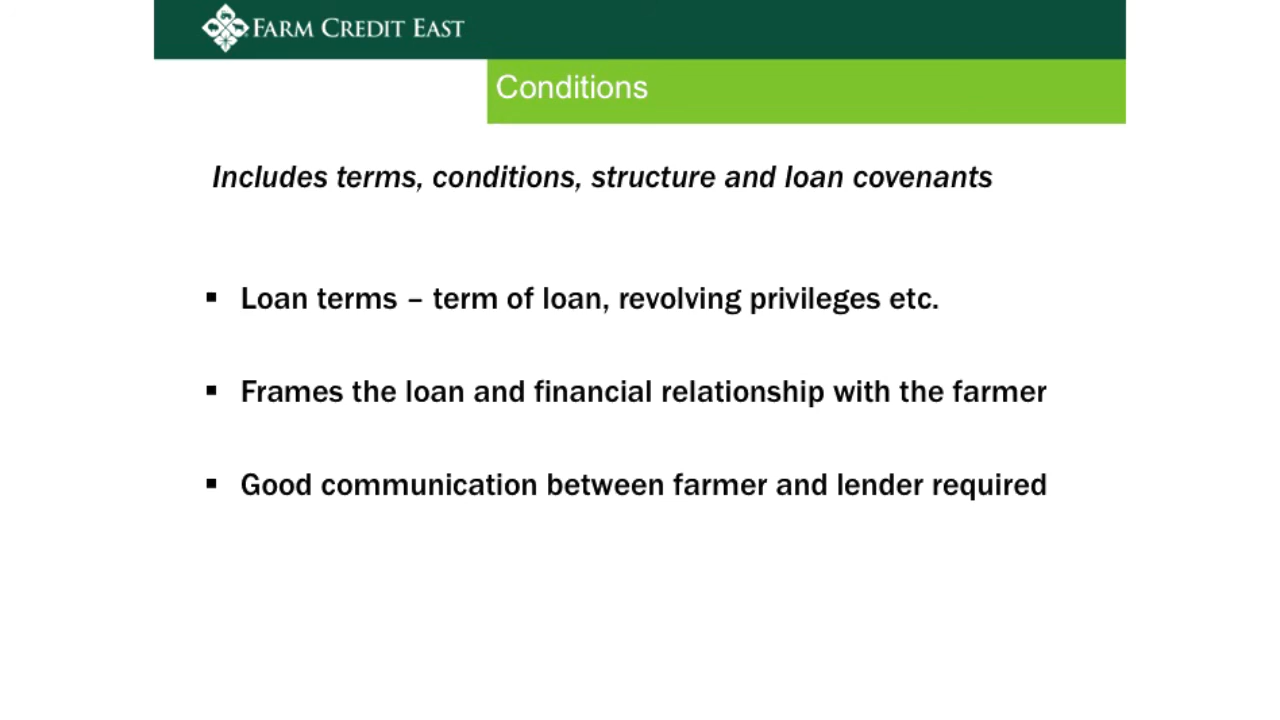 FARM CREDIT EAST
Conditions
Includes terms, conditions, structure and loan covenants
▪ Loan terms – term of loan, revolving privileges etc.
▪ Frames the loan and financial relationship with the farmer
▪ Good communication between farmer and lender required